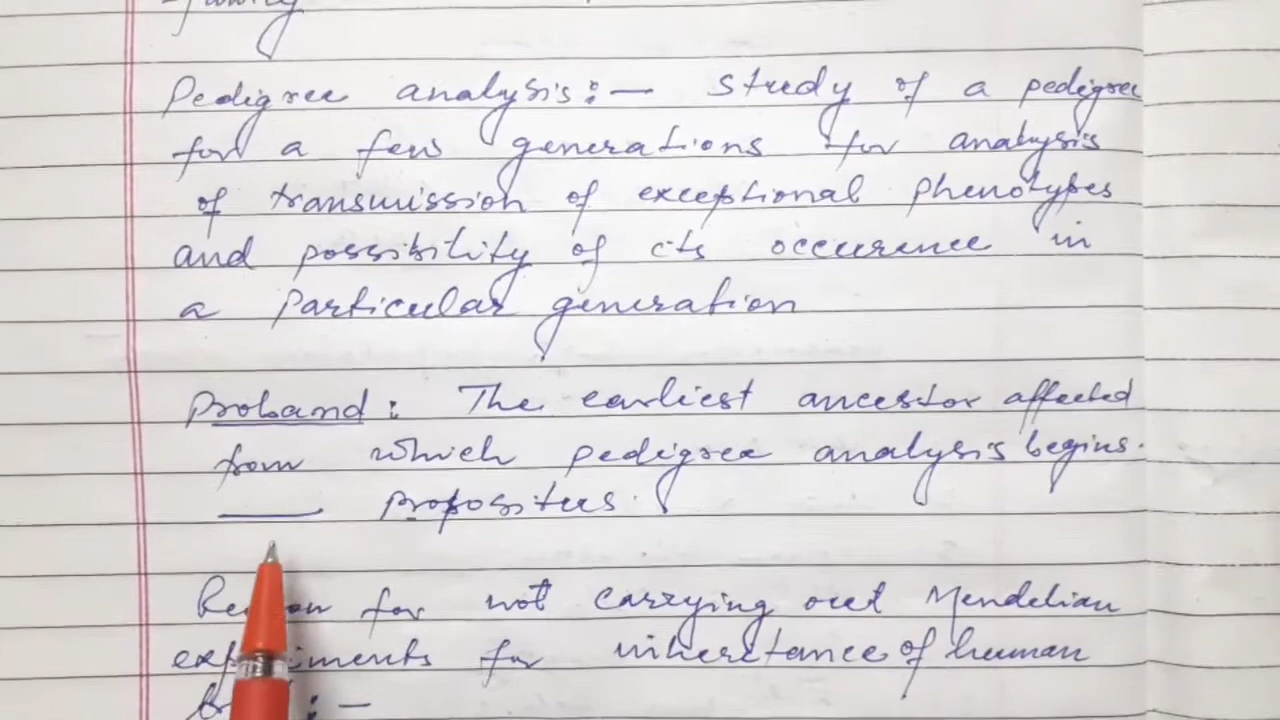 family
Pedigree analysis:- study of a pedigree
for a few generations for analysis
of transmission of exceptional phenotypes
and possibility of its occurence in
a particular generation
Proband: The earliest ancestor affected
from which pedigree analysis begins.
— propositus.
for not carrying out Mendelian
for inheritance of human
:-